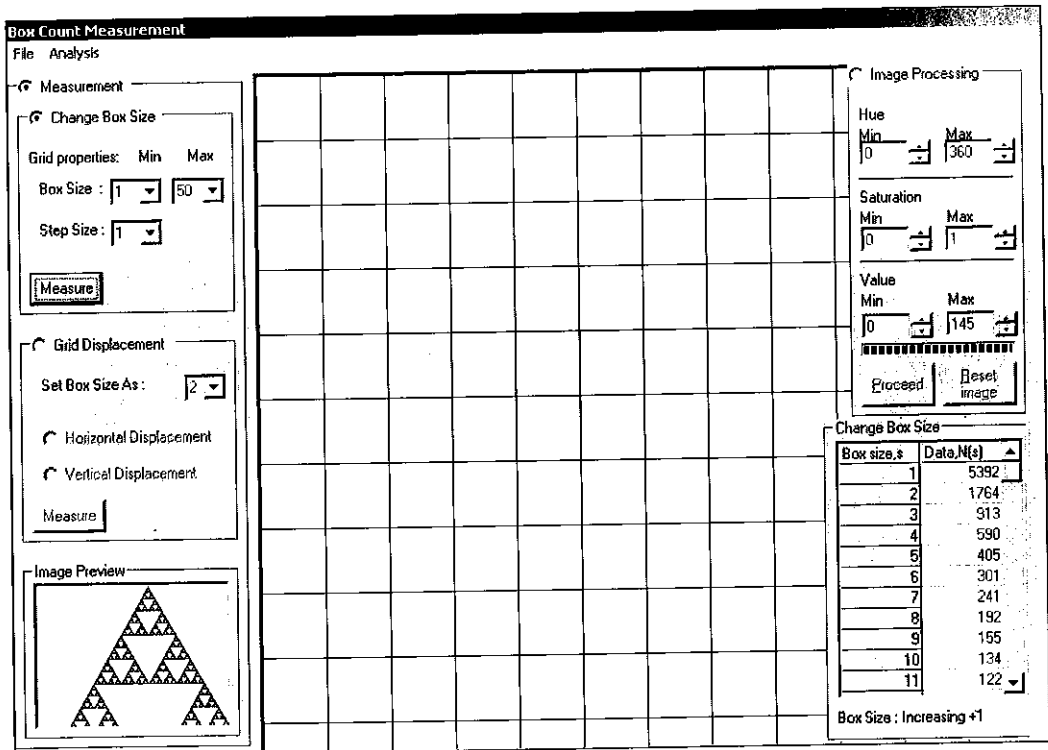 Box Count Measurement
File Analysis
Measurement
Change Box Size
Grid properties: Min Max
Box Size : 1 50
Step Size : 1
Measure
Grid Displacement
Set Box Size As : 2
Horizontal Displacement
Vertical Displacement
Measure
Image Preview
Image Processing
Hue
Min Max
0 360
Saturation
Min Max
0 1
Value
Min Max
0 145
Proceed Reset image
Change Box Size
Box size,s Data,N(s)
1 5392
2 1764
3 913
4 590
5 405
6 301
7 241
8 192
9 155
10 134
11 122
Box Size : Increasing +1